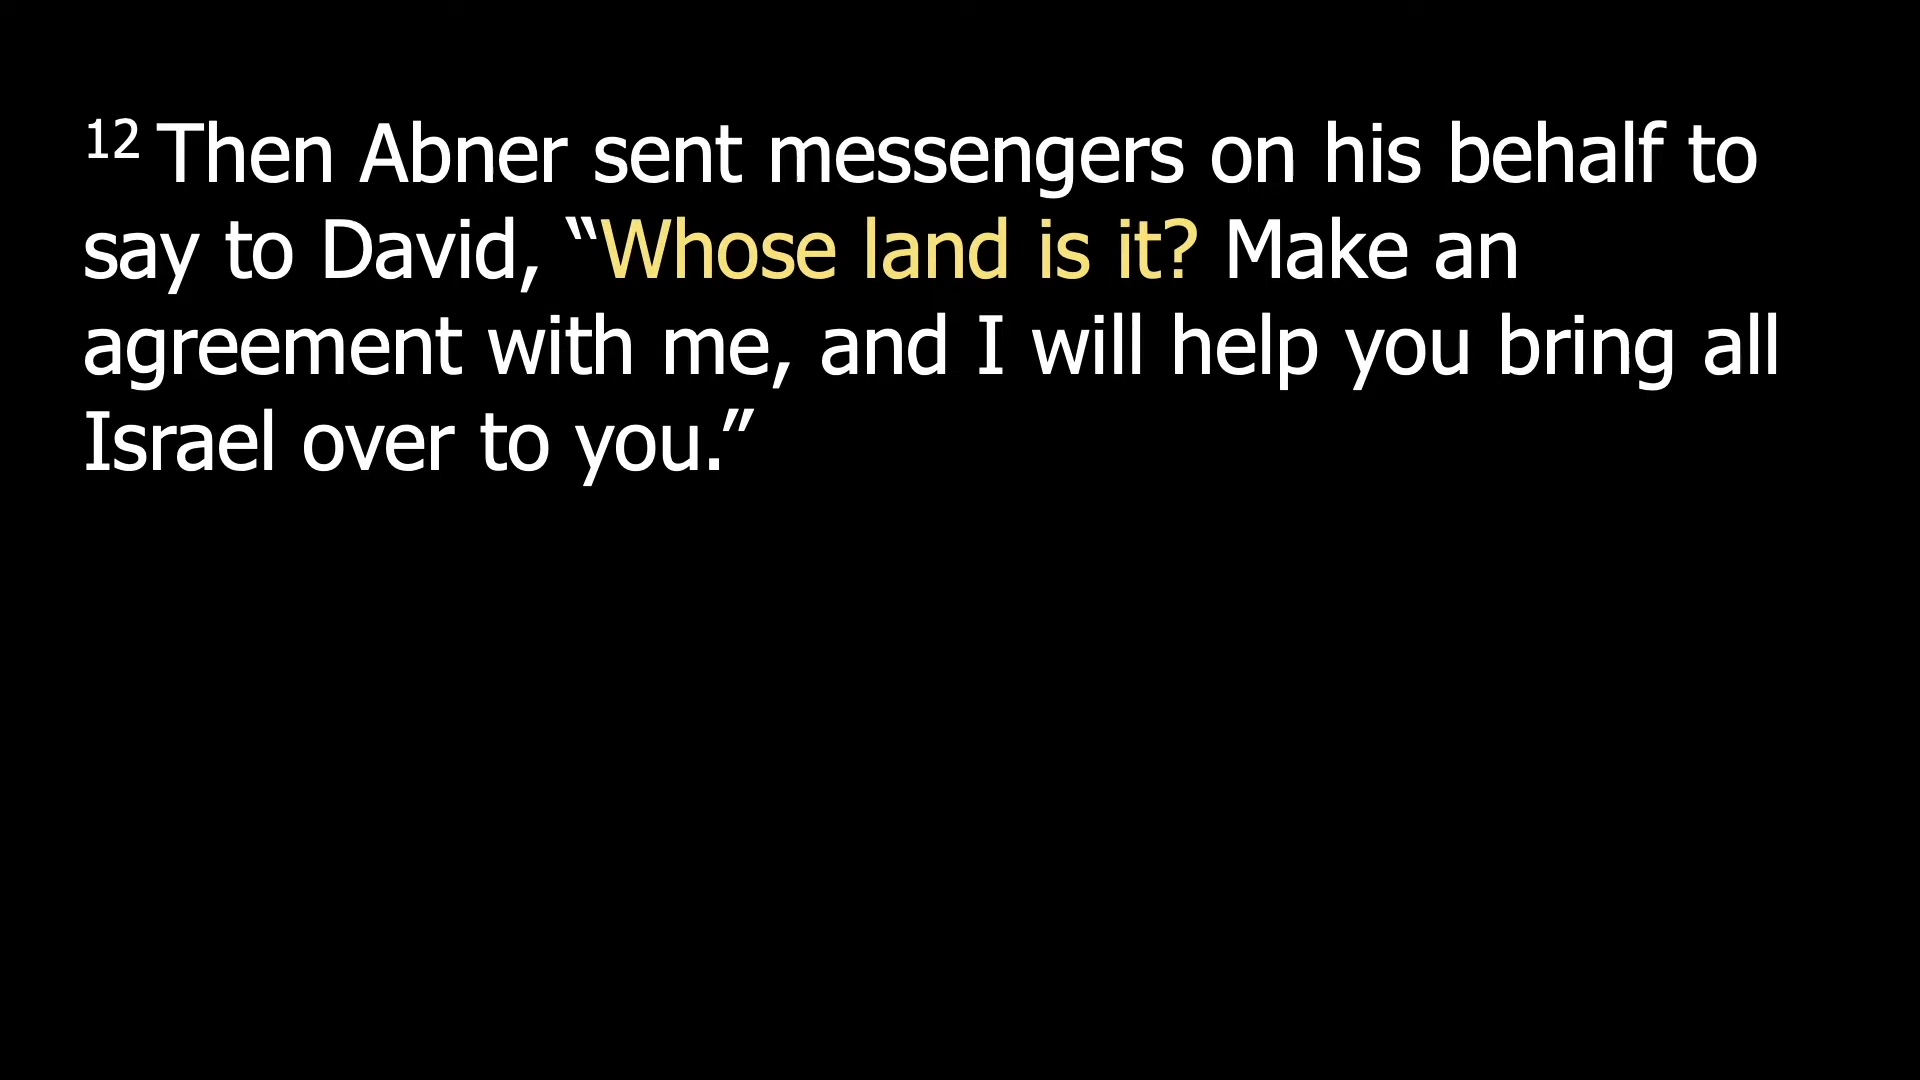 12 Then Abner sent messengers on his behalf to
say to David, “Whose land is it? Make an
agreement with me, and I will help you bring all
Israel over to you.”